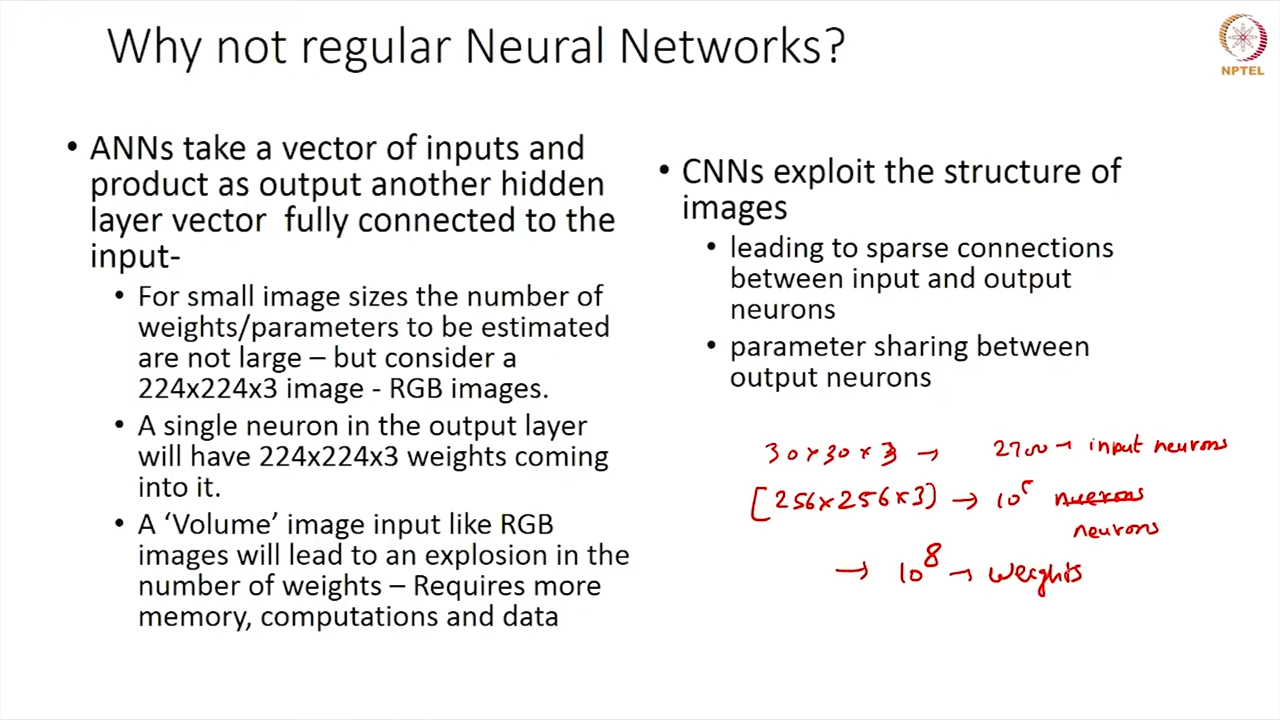 Why not regular Neural Networks?
NPTEL
• ANNs take a vector of inputs and
product as output another hidden
layer vector fully connected to the
input-
• For small image sizes the number of
weights/parameters to be estimated
are not large – but consider a
224x224x3 image - RGB images.
• A single neuron in the output layer
will have 224x224x3 weights coming
into it.
• A ‘Volume’ image input like RGB
images will lead to an explosion in the
number of weights – Requires more
memory, computations and data
• CNNs exploit the structure of
images
• leading to sparse connections
between input and output
neurons
• parameter sharing between
output neurons
30×30×3 → 2700 → input neurons
[256×256×3) → 10⁵
neurons
→ 10⁸ → weights